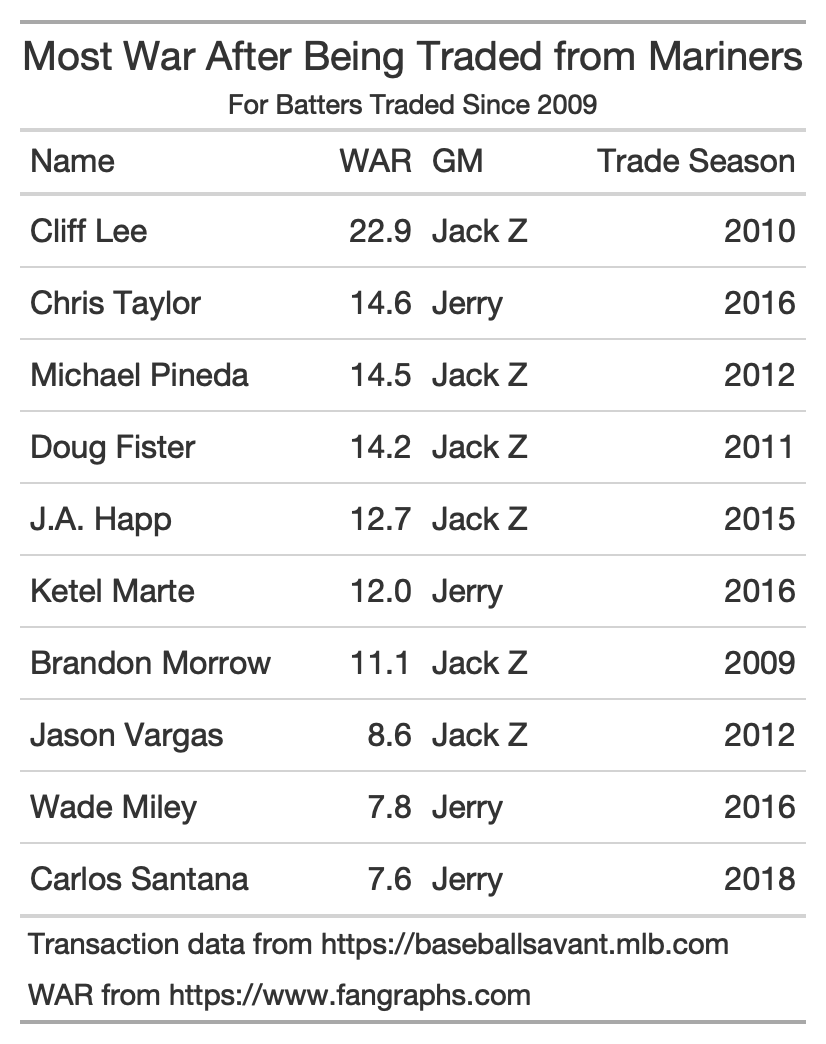 Most War After Being Traded from Mariners
For Batters Traded Since 2009
Name WAR GM Trade Season
Cliff Lee 22.9 Jack Z 2010
Chris Taylor 14.6 Jerry 2016
Michael Pineda 14.5 Jack Z 2012
Doug Fister 14.2 Jack Z 2011
J.A. Happ 12.7 Jack Z 2015
Ketel Marte 12.0 Jerry 2016
Brandon Morrow 11.1 Jack Z 2009
Jason Vargas 8.6 Jack Z 2012
Wade Miley 7.8 Jerry 2016
Carlos Santana 7.6 Jerry 2018
Transaction data from https://baseballsavant.mlb.com
WAR from https://www.fangraphs.com